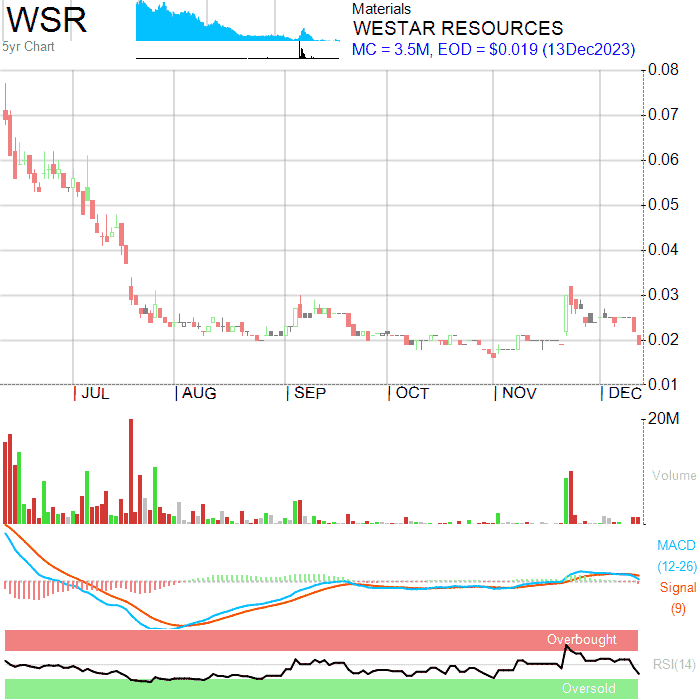 WSR
5yr Chart
Materials
WESTAR RESOURCES
MC = 3.5M, EOD = $0.019 (13Dec2023)
0.08
0.07
0.06
0.05
0.04
0.03
0.02
0.01
JUL AUG SEP OCT NOV DEC
20M
Volume
MACD
(12-26)
Signal
(9)
Overbought
RSI(14)
Oversold